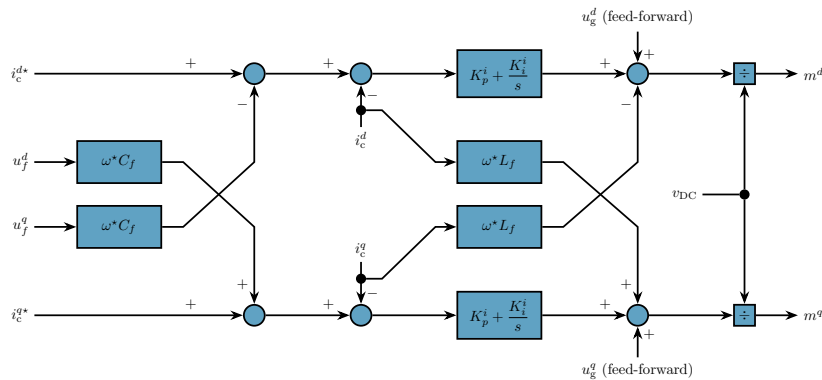 u_g^d (feed-forward)
+
i_c^{d⋆} + + − K_p^i + K_i^i/s + ÷ m^d
−
−
i_c^d
u_f^d ω⋆C_f ω⋆L_f
v_DC
u_f^q ω⋆C_f ω⋆L_f
i_c^q
+ − +
i_c^{q⋆} + + K_p^i + K_i^i/s + ÷ m^q
+
u_g^q (feed-forward)